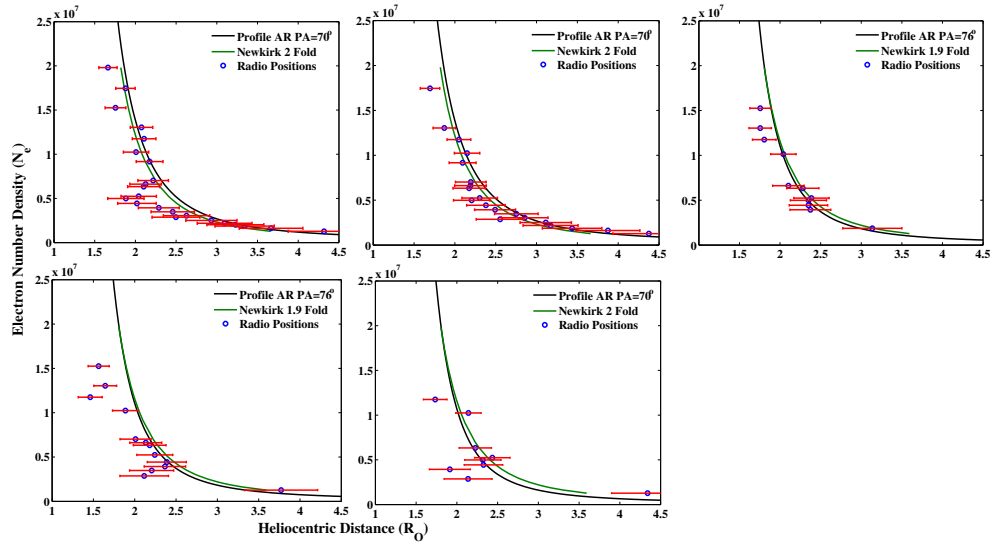 x 10^7
2.5
2
1.5
1
0.5
0
1 1.5 2 2.5 3 3.5 4 4.5
Profile AR PA=70°
Newkirk 2 Fold
Radio Positions
x 10^7
2.5
2
1.5
1
0.5
0
1 1.5 2 2.5 3 3.5 4 4.5
Profile AR PA=70°
Newkirk 2 Fold
Radio Positions
x 10^7
2.5
2
1.5
1
0.5
0
1 1.5 2 2.5 3 3.5 4 4.5
Profile AR PA=76°
Newkirk 1.9 Fold
Radio Positions
Electron Number Density (N_e)
x 10^7
2.5
2
1.5
1
0.5
0
1 1.5 2 2.5 3 3.5 4 4.5
Profile AR PA=76°
Newkirk 1.9 Fold
Radio Positions
x 10^7
2.5
2
1.5
1
0.5
0
1 1.5 2 2.5 3 3.5 4 4.5
Profile AR PA=70°
Newkirk 2 Fold
Radio Positions
Heliocentric Distance (R_O)